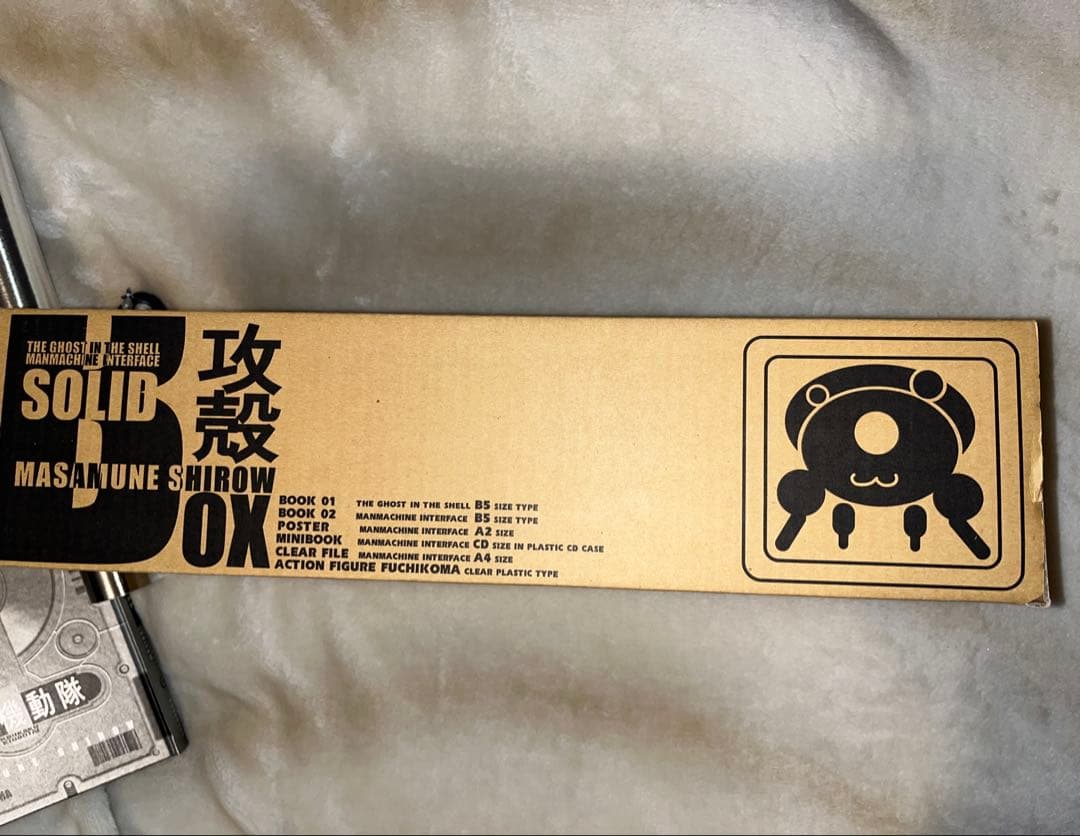 THE GHOST IN THE SHELL
MANMACHINE INTERFACE
SOLID
攻殻
MASAMUNE SHIROW
BOX
BOOK 01 THE GHOST IN THE SHELL B5 SIZE TYPE
BOOK 02 MANMACHINE INTERFACE B5 SIZE TYPE
POSTER MANMACHINE INTERFACE A2 SIZE
MINIBOOK MANMACHINE INTERFACE CD SIZE IN PLASTIC CD CASE
CLEAR FILE MANMACHINE INTERFACE A4 SIZE
ACTION FIGURE FUCHIKOMA CLEAR PLASTIC TYPE
機動隊